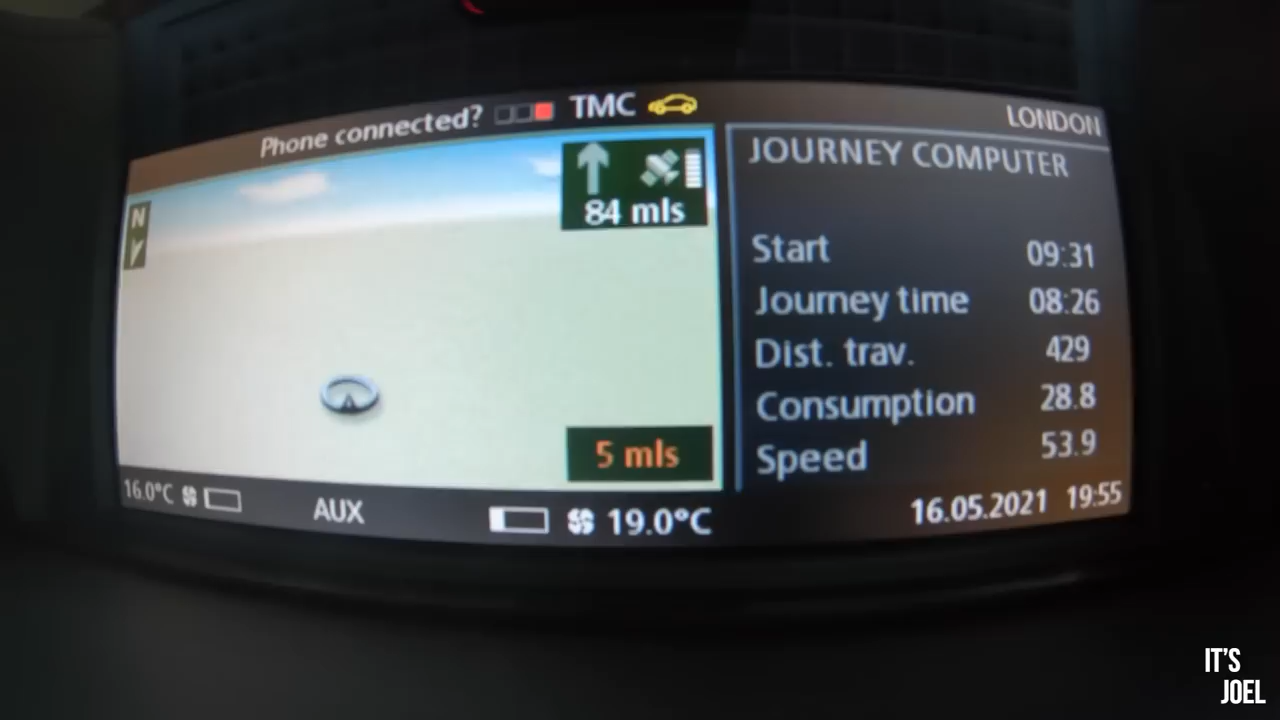 Phone connected? TMC
LONDON
N
84 mls
5 mls
JOURNEY COMPUTER
Start 09:31
Journey time 08:26
Dist. trav. 429
Consumption 28.8
Speed 53.9
16.0°C AUX 19.0°C
16.05.2021 19:55
IT'S
JOEL